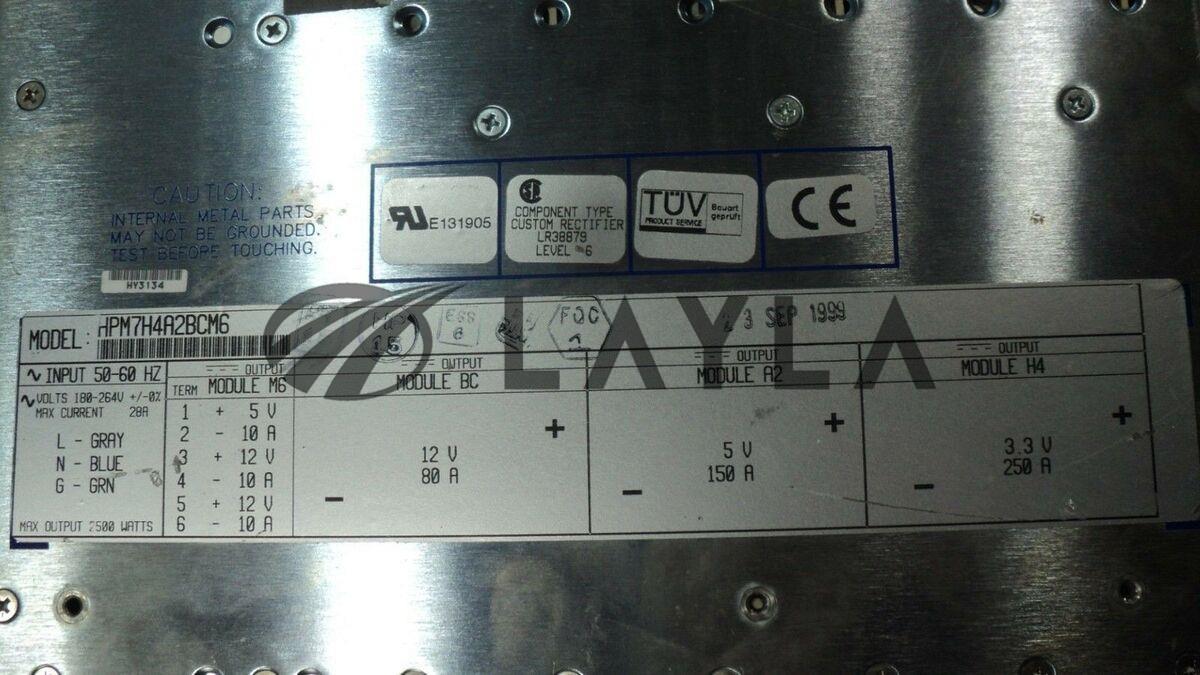 CAUTION:
INTERNAL METAL PARTS
MAY NOT BE GROUNDED.
TEST BEFORE TOUCHING.
HY3134
E131905
COMPONENT TYPE
CUSTOM RECTIFIER
LR38879
LEVEL 6
TÜV Bauart geprüft
PRODUCT SERVICE
CE
MODEL: HPM7H4A2BCM6
ESS
6
FQC
1
3 SEP 1999
LAYLA
INPUT 50-60 HZ
VOLTS 180-264V +/-0%
MAX CURRENT 28A
L - GRAY
N - BLUE
G - GRN
MAX OUTPUT 2500 WATTS
OUTPUT
TERM MODULE M6
1 + 5 V
2 - 10 A
3 + 12 V
4 - 10 A
5 + 12 V
6 - 10 A
OUTPUT
MODULE BC
+
12 V
80 A
-
OUTPUT
MODULE A2
+
5 V
150 A
-
OUTPUT
MODULE H4
+
3.3 V
250 A
-